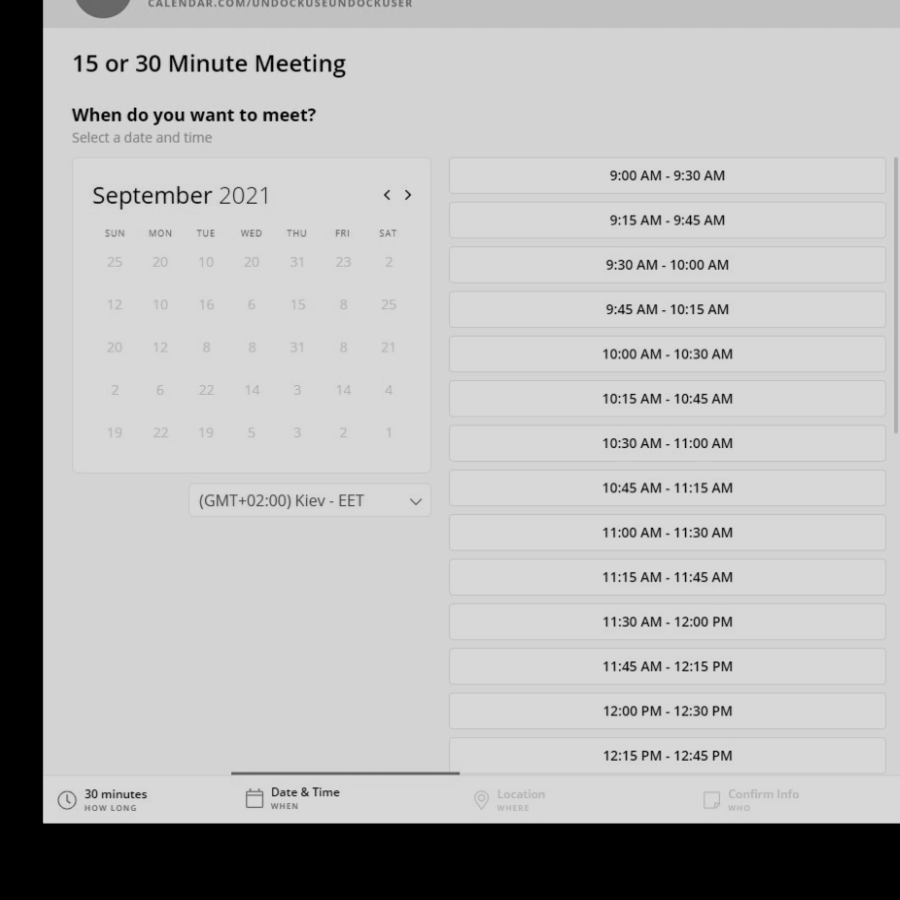 CALENDAR.COM/UNDOCKUSEUNDOCKUSER
15 or 30 Minute Meeting
When do you want to meet?
Select a date and time
September 2021
SUN MON TUE WED THU FRI SAT
25 20 10 20 31 23 2
12 10 16 6 15 8 25
20 12 8 8 31 8 21
2 6 22 14 3 14 4
19 22 19 5 3 2 1
(GMT+02:00) Kiev - EET
9:00 AM - 9:30 AM
9:15 AM - 9:45 AM
9:30 AM - 10:00 AM
9:45 AM - 10:15 AM
10:00 AM - 10:30 AM
10:15 AM - 10:45 AM
10:30 AM - 11:00 AM
10:45 AM - 11:15 AM
11:00 AM - 11:30 AM
11:15 AM - 11:45 AM
11:30 AM - 12:00 PM
11:45 AM - 12:15 PM
12:00 PM - 12:30 PM
12:15 PM - 12:45 PM
30 minutes
HOW LONG
Date & Time
WHEN
Location
WHERE
Confirm Info
WHO